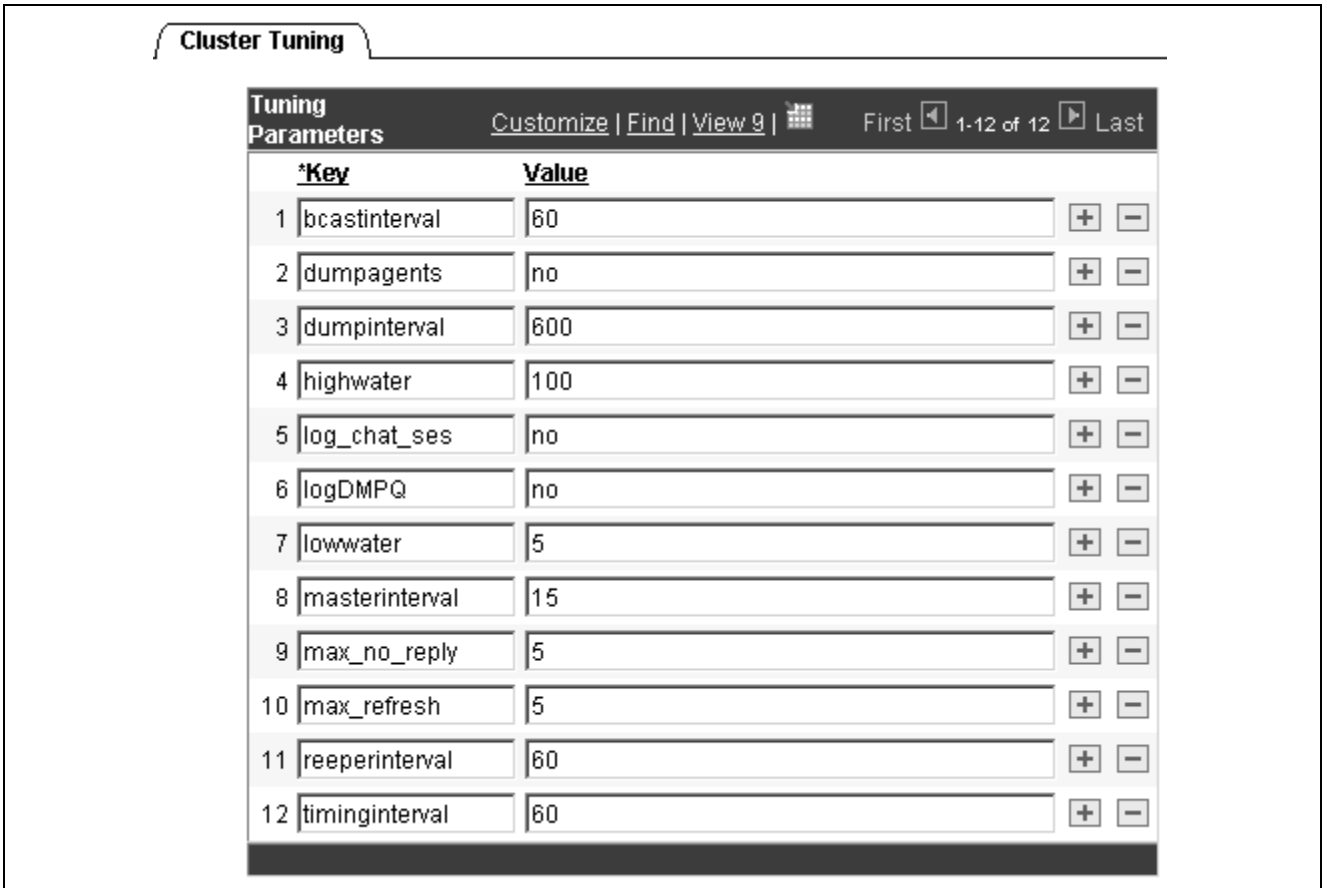 Cluster Tuning
Tuning Parameters
Customize | Find | View 9 | First 1-12 of 12 Last
*Key Value
1 bcastinterval 60
2 dumpagents no
3 dumpinterval 600
4 highwater 100
5 log_chat_ses no
6 logDMPQ no
7 lowwater 5
8 masterinterval 15
9 max_no_reply 5
10 max_refresh 5
11 reeperinterval 60
12 timinginterval 60